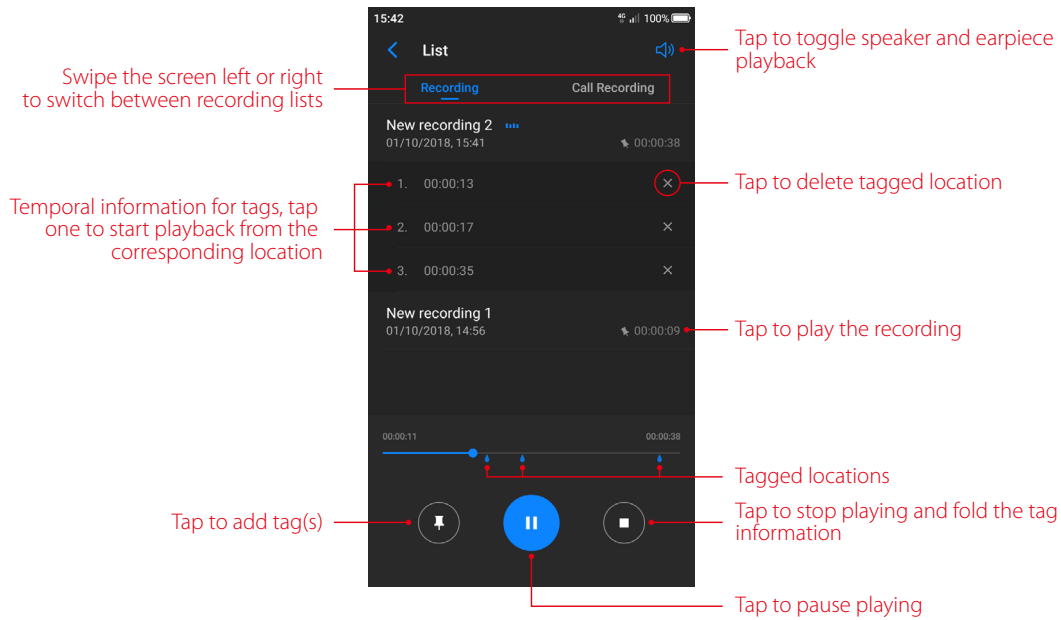 15:42
4G 100%
List
Tap to toggle speaker and earpiece
playback
Swipe the screen left or right
to switch between recording lists
Recording
Call Recording
New recording 2
01/10/2018, 15:41
00:00:38
1. 00:00:13
Tap to delete tagged location
Temporal information for tags, tap
one to start playback from the
corresponding location
2. 00:00:17
3. 00:00:35
New recording 1
01/10/2018, 14:56
00:00:09
Tap to play the recording
00:00:11
00:00:38
Tagged locations
Tap to add tag(s)
Tap to stop playing and fold the tag
information
Tap to pause playing